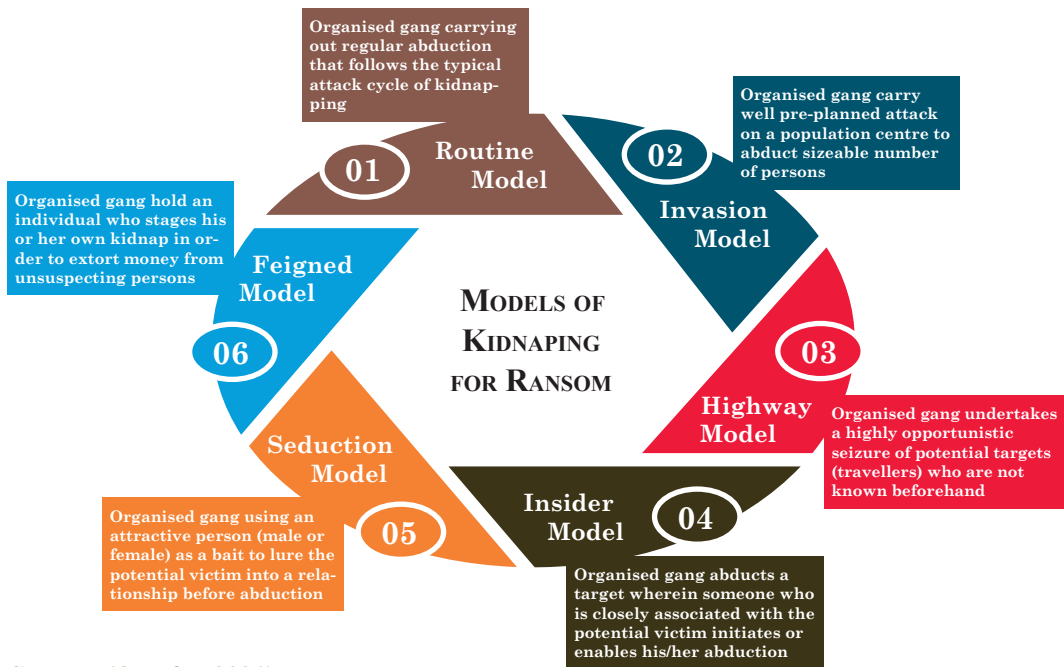 Organised gang carrying
out regular abduction
that follows the typical
attack cycle of kidnap-
ping
01
Routine
Model
Organised gang carry
well pre-planned attack
on a population centre to
abduct sizeable number
of persons
02
Invasion
Model
Organised gang hold an
individual who stages his
or her own kidnap in or-
der to extort money from
unsuspecting persons
Feigned
Model
06
Models of
Kidnaping
for Ransom
03
Highway
Model
Organised gang undertakes
a highly opportunistic
seizure of potential targets
(travellers) who are not
known beforehand
Seduction
Model
05
Organised gang using an
attractive person (male or
female) as a bait to lure the
potential victim into a rela-
tionship before abduction
Insider
Model
04
Organised gang abducts a
target wherein someone who
is closely associated with the
potential victim initiates or
enables his/her abduction